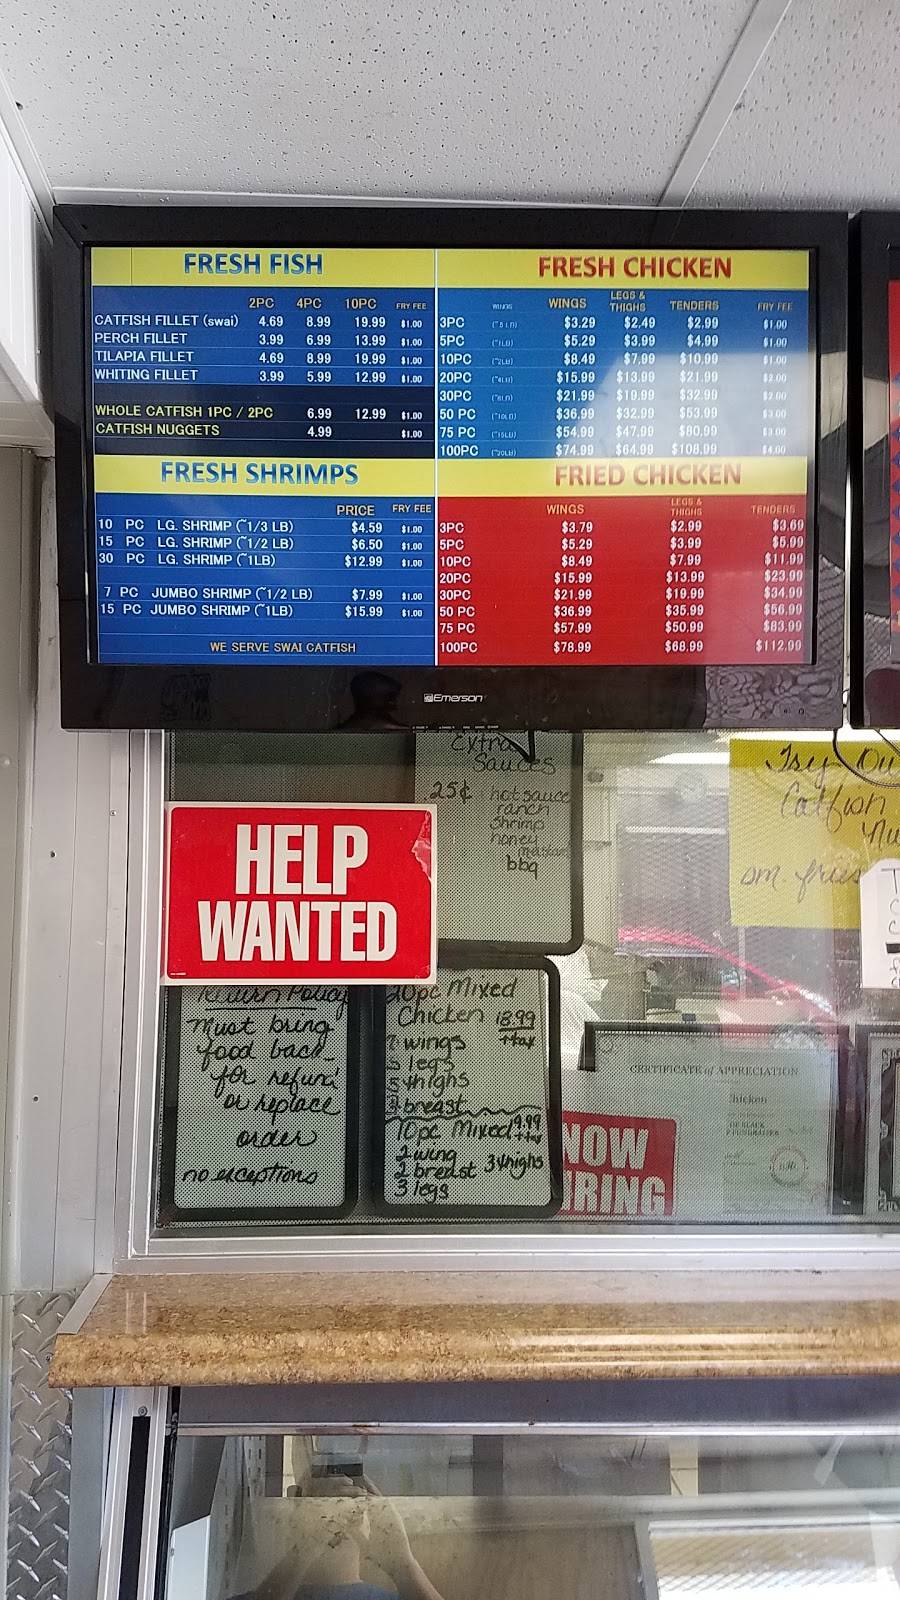 FRESH FISH
2PC 4PC 10PC FRY FEE
CATFISH FILLET (swai) 4.69 8.99 19.99 $1.00
PERCH FILLET 3.99 6.99 13.99 $1.00
TILAPIA FILLET 4.69 8.99 19.99 $1.00
WHITING FILLET 3.99 5.99 12.99 $1.00
WHOLE CATFISH 1PC / 2PC 6.99 12.99 $1.00
CATFISH NUGGETS 4.99 $1.00
FRESH CHICKEN
WINGS WINGS LEGS & THIGHS TENDERS FRY FEE
3PC $3.29 $2.49 $2.99 $1.00
5PC (~1LB) $5.29 $3.99 $4.99 $1.00
10PC (~2LB) $8.49 $7.99 $10.99 $1.00
20PC (~4LB) $15.99 $13.99 $21.99 $2.00
30PC $21.99 $19.99 $32.99 $2.00
50 PC (~10LB) $36.99 $32.99 $53.99 $3.00
75 PC (~15LB) $54.99 $47.99 $80.99 $3.00
100PC (~20LB) $74.99 $64.99 $108.99 $4.00
FRESH SHRIMPS
PRICE FRY FEE
10 PC LG. SHRIMP (~1/3 LB) $4.59 $1.00
15 PC LG. SHRIMP (~1/2 LB) $6.50 $1.00
30 PC LG. SHRIMP (~1LB) $12.99 $1.00
7 PC JUMBO SHRIMP (~1/2 LB) $7.99 $1.00
15 PC JUMBO SHRIMP (~1LB) $15.99 $1.00
WE SERVE SWAI CATFISH
FRIED CHICKEN
WINGS LEGS & THIGHS TENDERS
3PC $3.79 $2.99 $3.69
5PC $5.29 $3.99 $5.99
10PC $8.49 $7.99 $11.99
20PC $15.99 $13.99 $23.99
30PC $21.99 $19.99 $34.99
50 PC $36.99 $35.99 $56.99
75 PC $57.99 $50.99 $83.99
100PC $78.99 $68.99 $112.99
Emerson
Extra
Sauces
25¢ hot sauce
ranch
shrimp
honey
mustard
bbq
Try Ou
Catfish
Nu
sm. fries
HELP
WANTED
Return Policy
Must bring
food back
for refund
or replace
order
no exceptions
20pc Mixed
Chicken 18.99
+tax
7 wings
legs
5 thighs
breast
10pc Mixed 9.99
+tax
2 wing
2 breast 3 thighs
3 legs
NOW
IRING
CERTIFICATE of APPRECIATION
Chicken